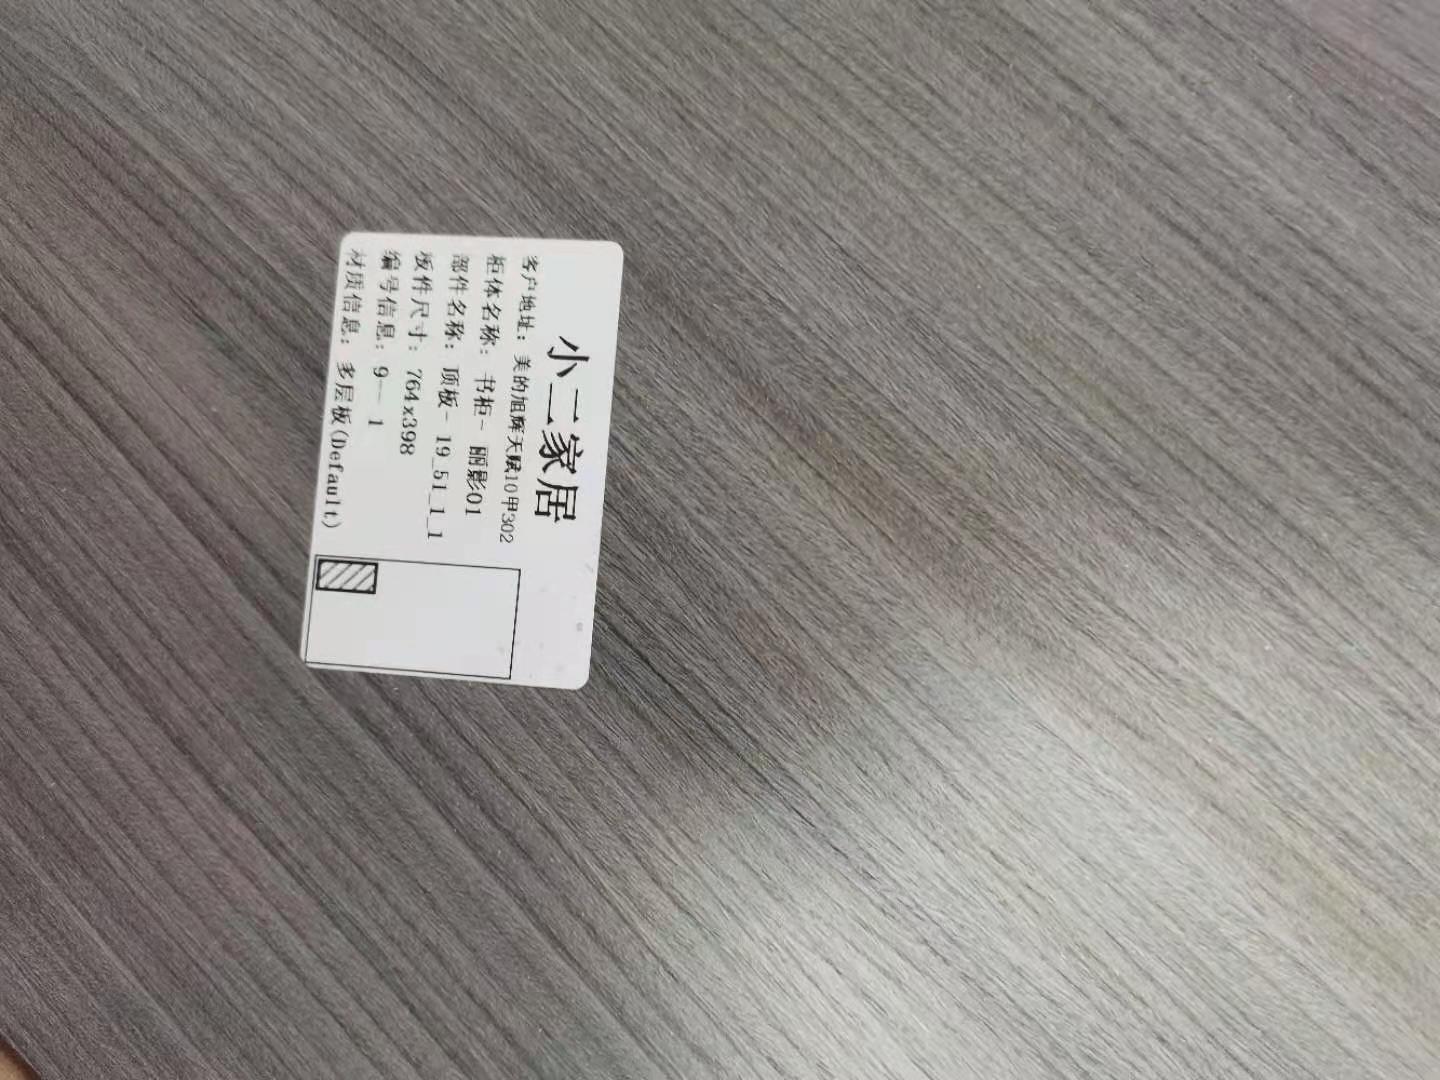 小二家居
客户地址：美的旭辉天赋10甲302
柜体名称：书柜- 丽影01
部件名称：顶板- 19_51_1_1
板件尺寸：764x398
编号信息：9— 1
材质信息：多层板(Default)